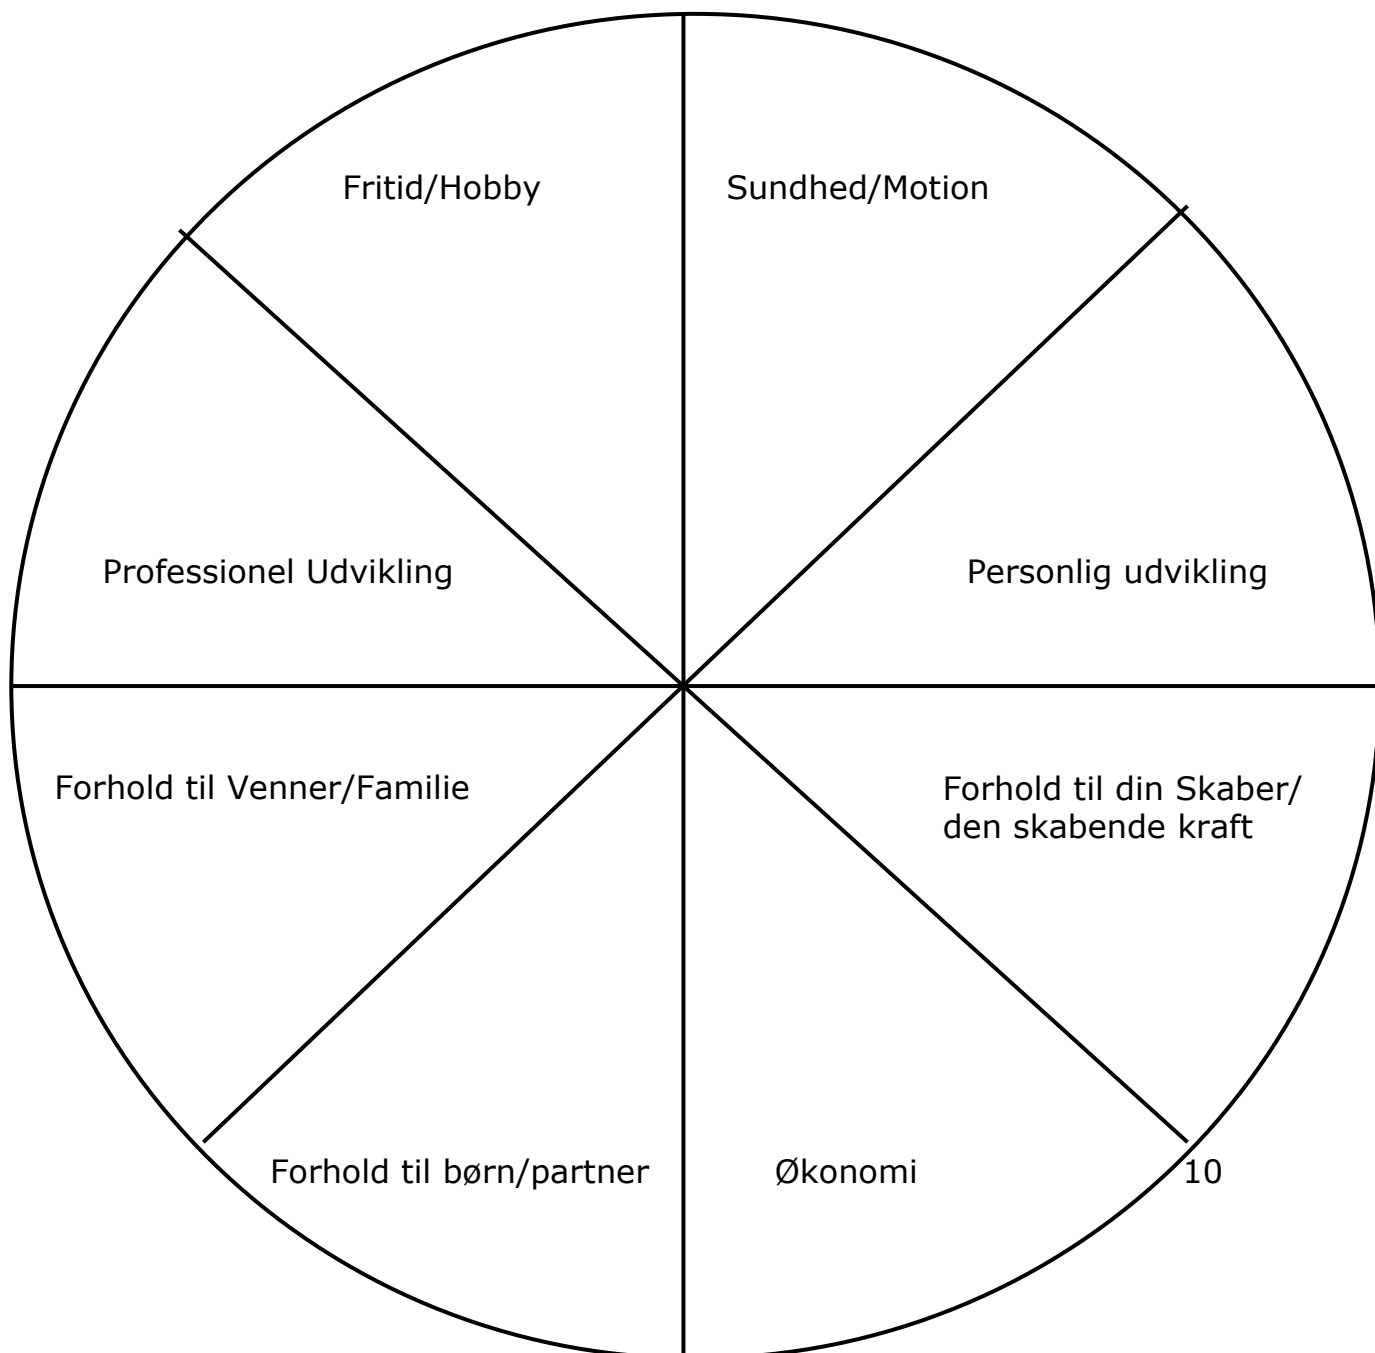 Fritid/Hobby
Sundhed/Motion
Professionel Udvikling
Personlig udvikling
Forhold til Venner/Familie
Forhold til din Skaber/
den skabende kraft
Forhold til børn/partner
Økonomi
10